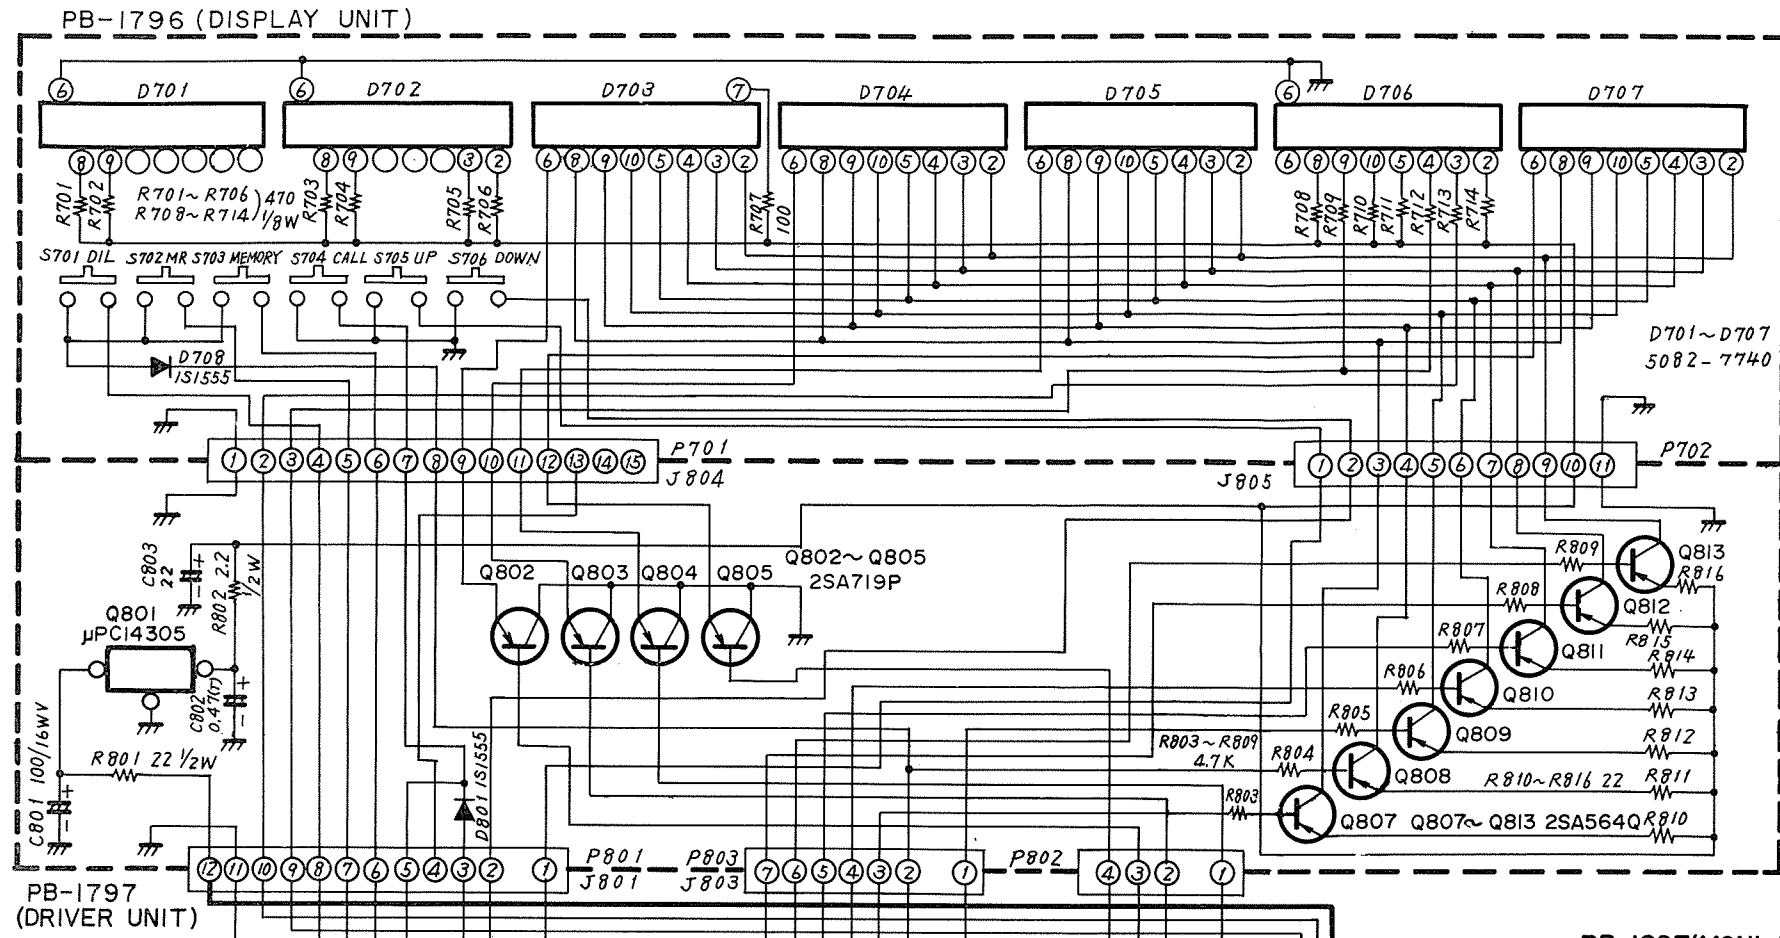 PB-1796 (DISPLAY UNIT)
D701 D702 D703 D704 D705 D706 D707
6 6 7 6
8 9 8 9 3 2 6 8 9 10 5 4 3 2 6 8 9 10 5 4 3 2 6 8 9 10 5 4 3 2 6 8 9 10 5 4 3 2 6 8 9 10 5 4 3 2
R701 R702 R701~R706 ) 470 R703 R704 R705 R706 R707 100 R708 R709 R710 R711 R712 R713 R714
R708~R714 ) 1/8W
S701 DIL S702 MR S703 MEMORY S704 CALL S705 UP S706 DOWN
D701~D707
5082-7740
D708
1S1555
P701 P702
1 2 3 4 5 6 7 8 9 10 11 12 13 14 15 1 2 3 4 5 6 7 8 9 10 11
J804 J805
C803 22 + -
R802 2.2 1/2W
Q802 Q803 Q804 Q805
Q802~Q805
2SA719P
R809 Q813
R816
R808 Q812
R815
R807 Q811
R814
R806 Q810
R813
R805 Q809
R812
R803~R809
4.7K
R804 Q808
R810~R816 22 R811
R803 Q807 Q807~Q813 2SA564Q R810
Q801
µPC14305
C802 0.47(T) + -
R801 22 1/2W
C801 100/16WV + -
D801 1S1555
12 11 10 9 8 7 6 5 4 3 2 1 P801 P803 7 6 5 4 3 2 1 P802 4 3 2 1
J801 J803
PB-1797
(DRIVER UNIT)